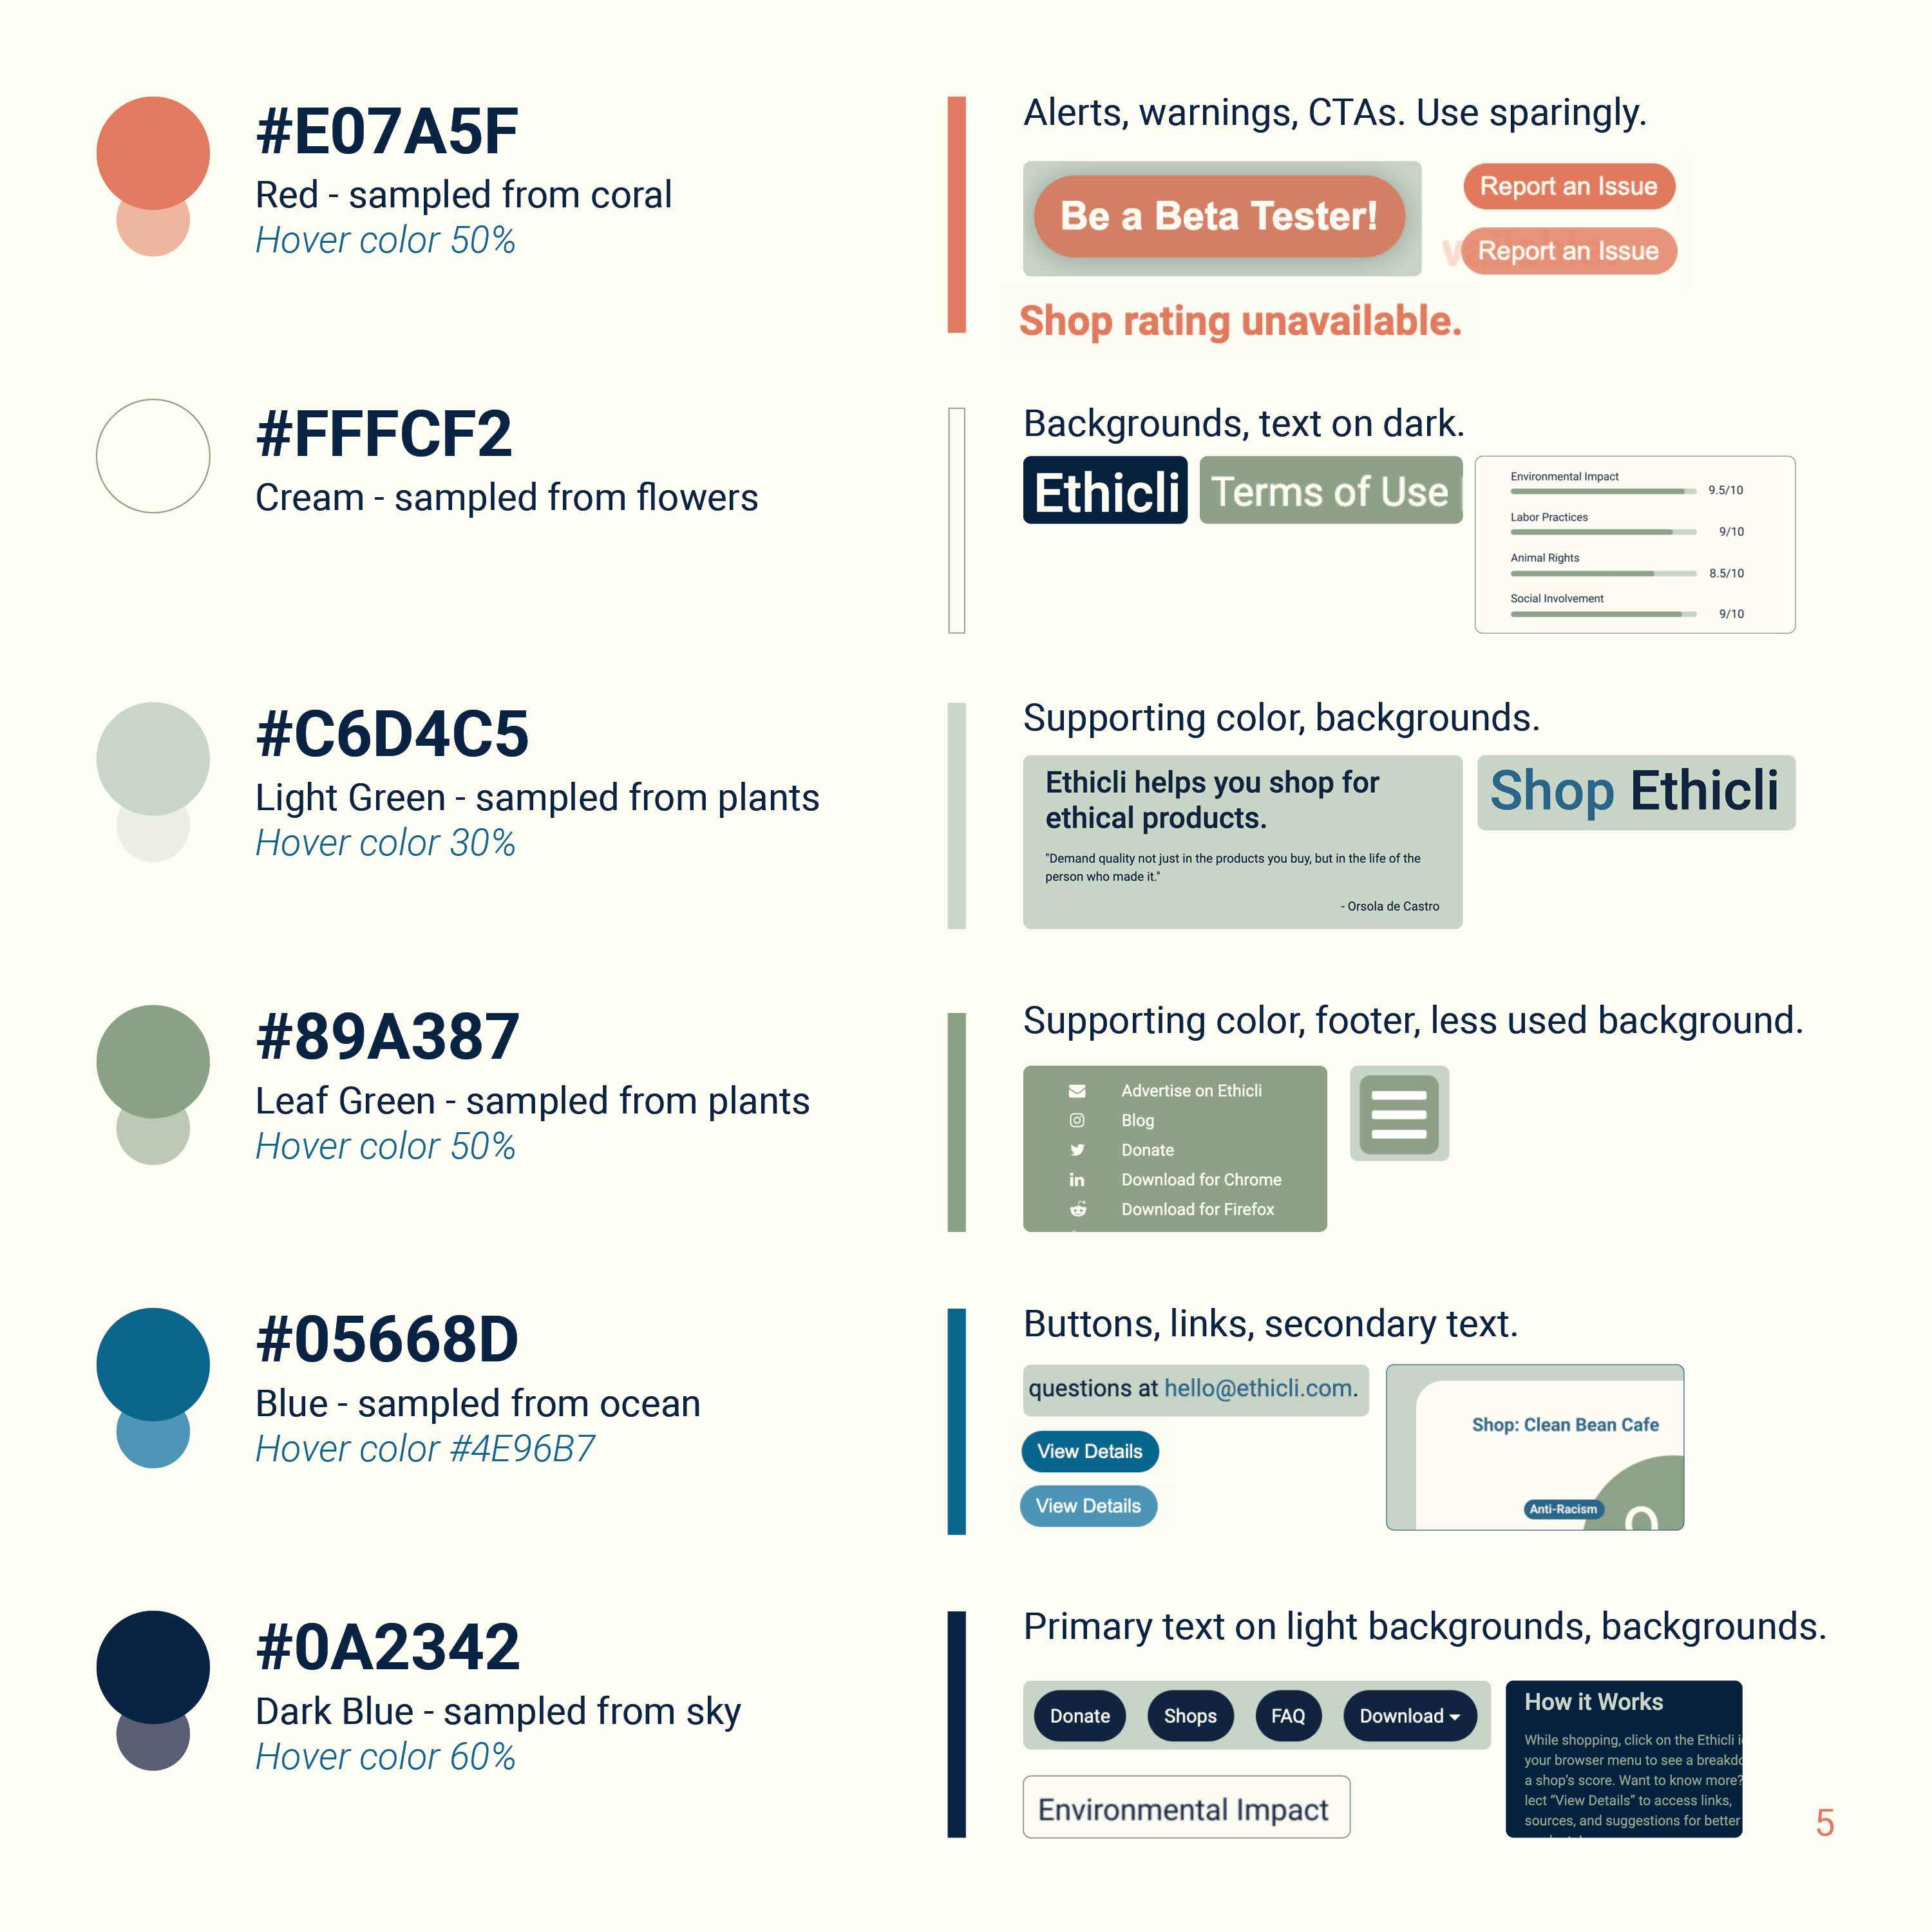 #E07A5F
Red - sampled from coral
Hover color 50%
Alerts, warnings, CTAs. Use sparingly.
Be a Beta Tester!
Report an Issue
Report an Issue
Shop rating unavailable.
#FFFCF2
Cream - sampled from flowers
Backgrounds, text on dark.
Ethicli
Terms of Use
Environmental Impact
9.5/10
Labor Practices
9/10
Animal Rights
8.5/10
Social Involvement
9/10
#C6D4C5
Light Green - sampled from plants
Hover color 30%
Supporting color, backgrounds.
Ethicli helps you shop for
ethical products.
"Demand quality not just in the products you buy, but in the life of the
person who made it."
- Orsola de Castro
Shop Ethicli
#89A387
Leaf Green - sampled from plants
Hover color 50%
Supporting color, footer, less used background.
Advertise on Ethicli
Blog
Donate
Download for Chrome
Download for Firefox
#05668D
Blue - sampled from ocean
Hover color #4E96B7
Buttons, links, secondary text.
questions at hello@ethicli.com.
View Details
View Details
Shop: Clean Bean Cafe
Anti-Racism
#0A2342
Dark Blue - sampled from sky
Hover color 60%
Primary text on light backgrounds, backgrounds.
Donate
Shops
FAQ
Download
Environmental Impact
How it Works
While shopping, click on the Ethicli
your browser menu to see a
a shop's score. Want to know more?
lect "View Details" to access links,
sources, and suggestions for better
5